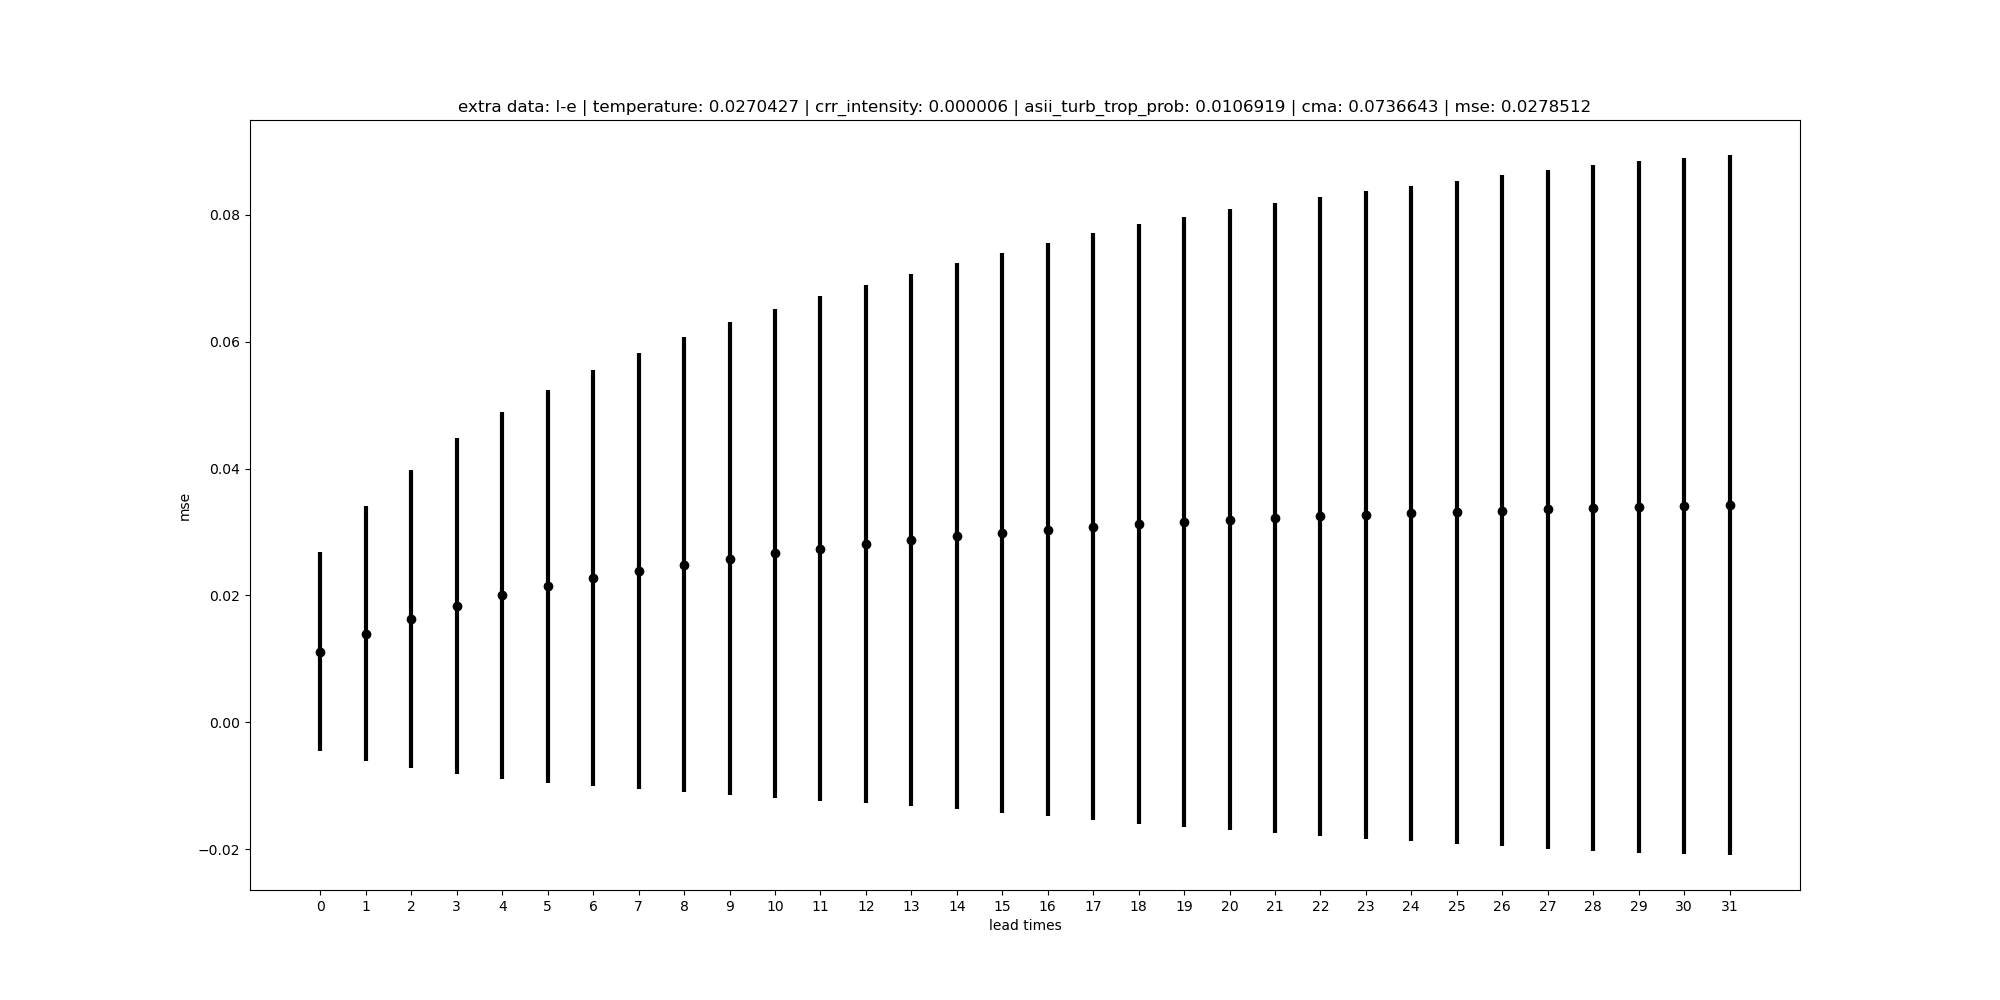 extra data: l-e | temperature: 0.0270427 | crr_intensity: 0.000006 | asii_turb_trop_prob: 0.0106919 | cma: 0.0736643 | mse: 0.0278512
0.08
0.06
0.04
mse
0.02
0.00
−0.02
0 1 2 3 4 5 6 7 8 9 10 11 12 13 14 15 16 17 18 19 20 21 22 23 24 25 26 27 28 29 30 31
lead times